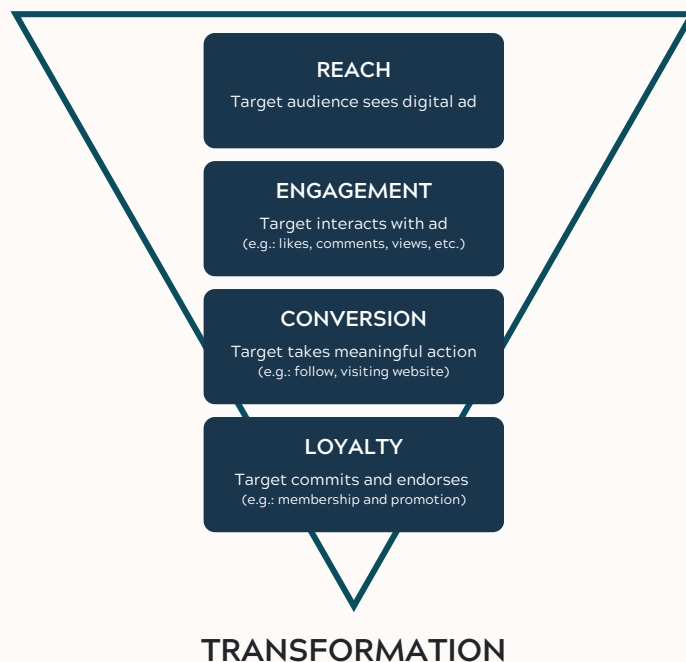 REACH
Target audience sees digital ad
ENGAGEMENT
Target interacts with ad
(e.g.: likes, comments, views, etc.)
CONVERSION
Target takes meaningful action
(e.g.: follow, visiting website)
LOYALTY
Target commits and endorses
(e.g.: membership and promotion)
TRANSFORMATION